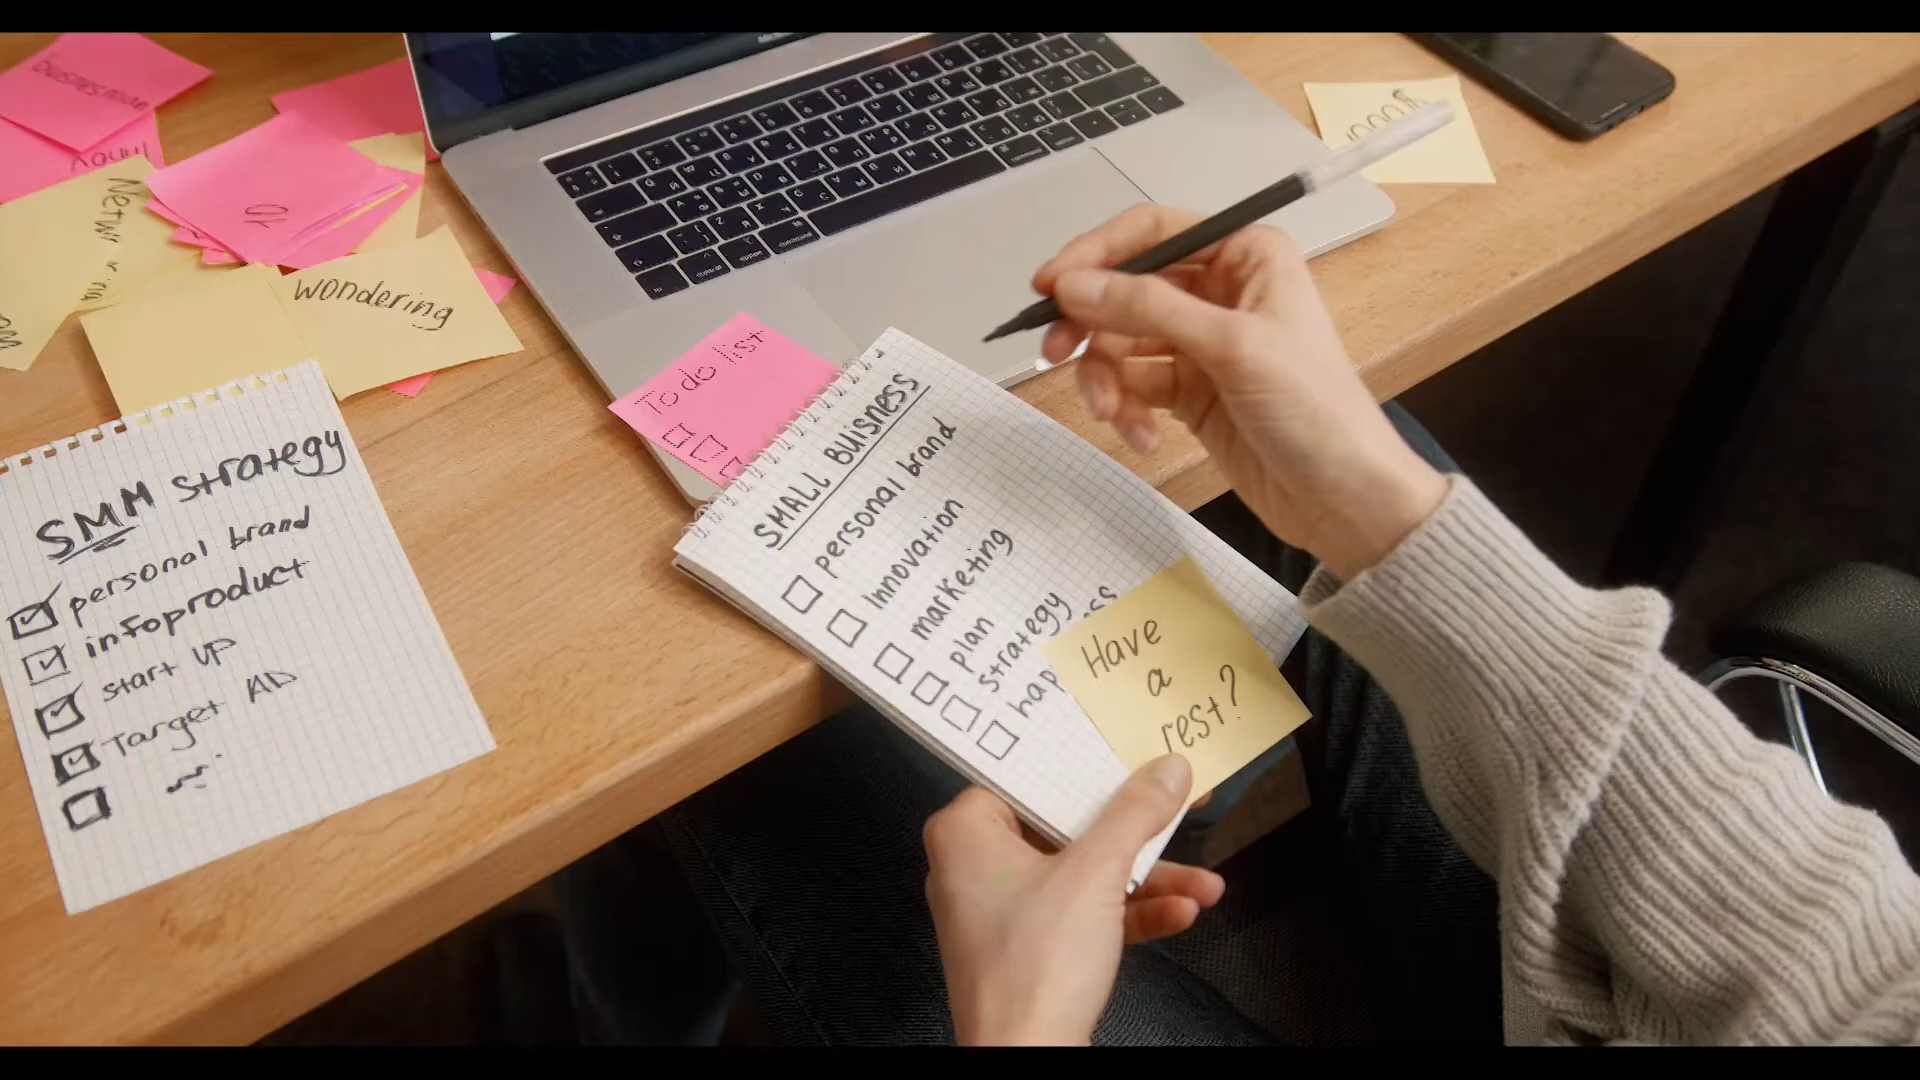 businessman
wondering
SMM strategy
personal brand
infoproduct
start UP
Target AD
To do list
SMALL BUISNESS
personal brand
Innovation
marketing
plan
strategy
Have
a
rest?